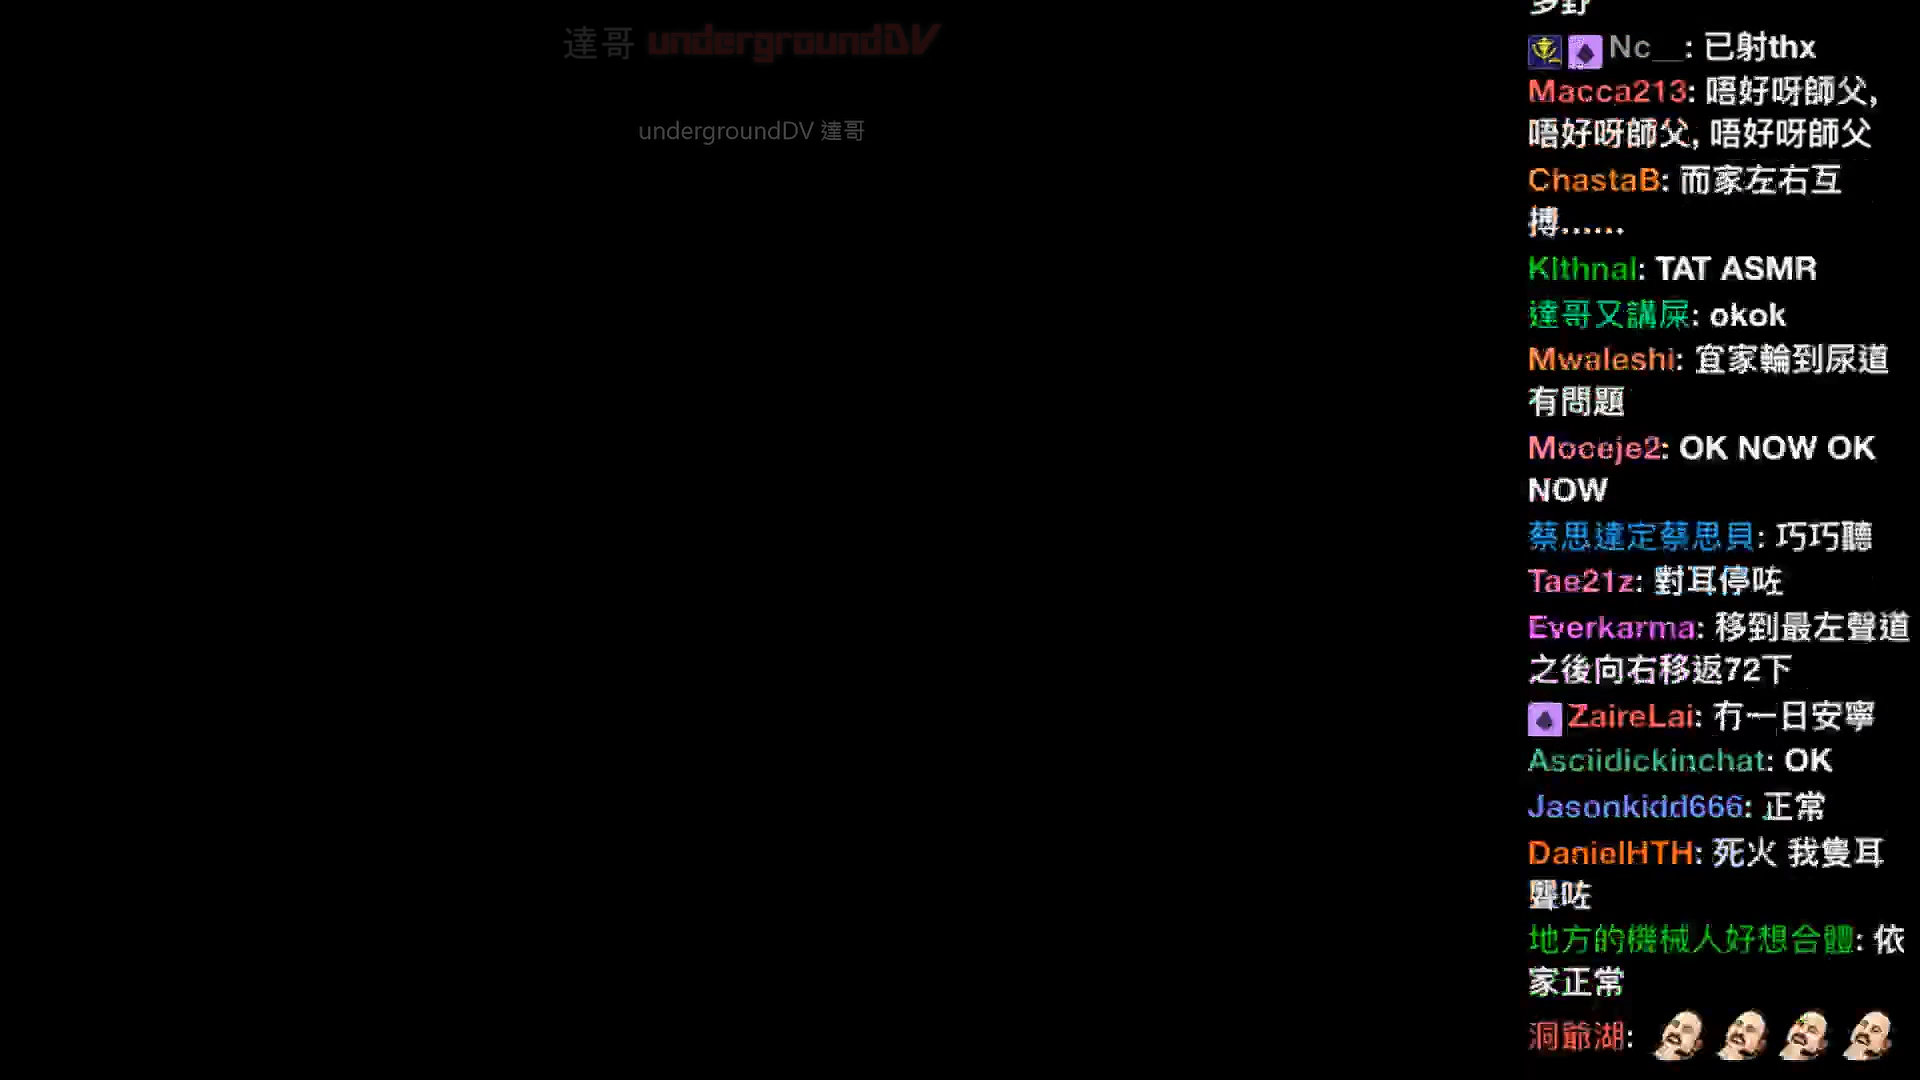 達哥 undergroundDV
undergroundDV 達哥
多野
Nc__: 已射thx
Macca213: 唔好呀師父,
唔好呀師父, 唔好呀師父
ChastaB: 而家左右互
搏......
Klthnal: TAT ASMR
達哥又講屎: okok
Mwaleshi: 宜家輪到尿道
有問題
Moceje2: OK NOW OK
NOW
蔡思達定蔡思貝: 巧巧聽
Tae21z: 對耳停咗
Everkarma: 移到最左聲道
之後向右移返72下
ZaireLai: 冇一日安寧
Asciidickinchat: OK
Jasonkidd666: 正常
DanielHTH: 死火 我隻耳
聾咗
地方的機械人好想合體: 依
家正常
洞爺湖: